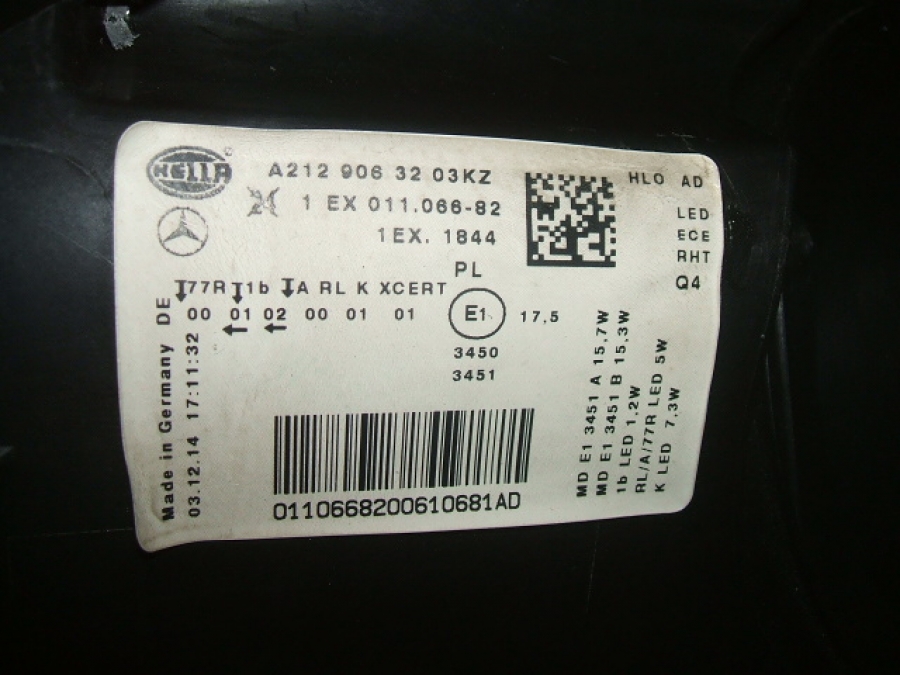 HELLA
A212 906 32 03KZ
HLO AD
1 EX 011.066-82
1EX. 1844
LED
ECE
RHT
Q4
PL
77R 1b A RL K XCERT
00 01 02 00 01 01
E1
17,5
3450
3451
DE
Made in Germany
03.12.14 17:11:32
MD E1 3451 A 15,7W
MD E1 3451 B 15,3W
1b LED 1,2W
RL/A/77R LED 5W
K LED 7,3W
0110668200610681AD